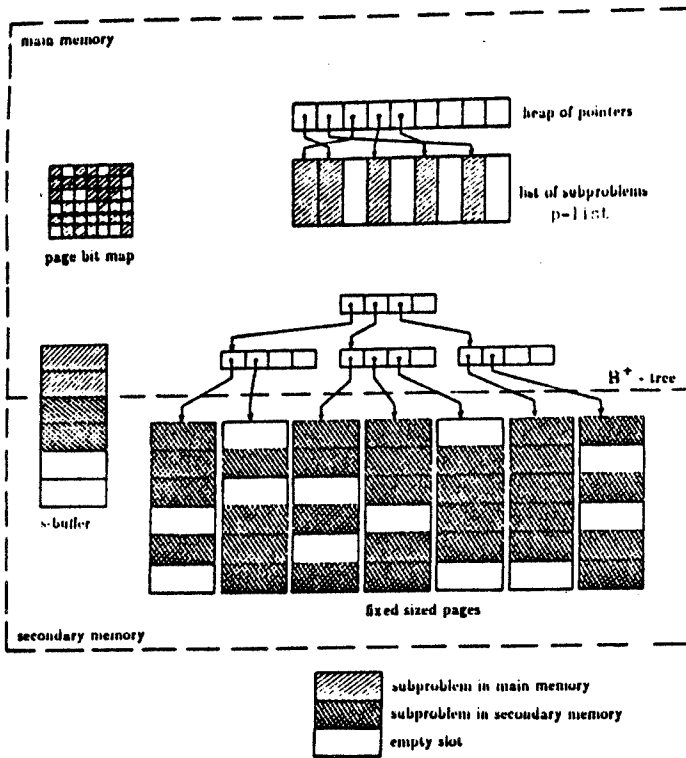 main memory
heap of pointers
list of subproblems
p-list
page bit map
B+ - tree
s-buffer
fixed sized pages
secondary memory
subproblem in main memory
subproblem in secondary memory
empty slot